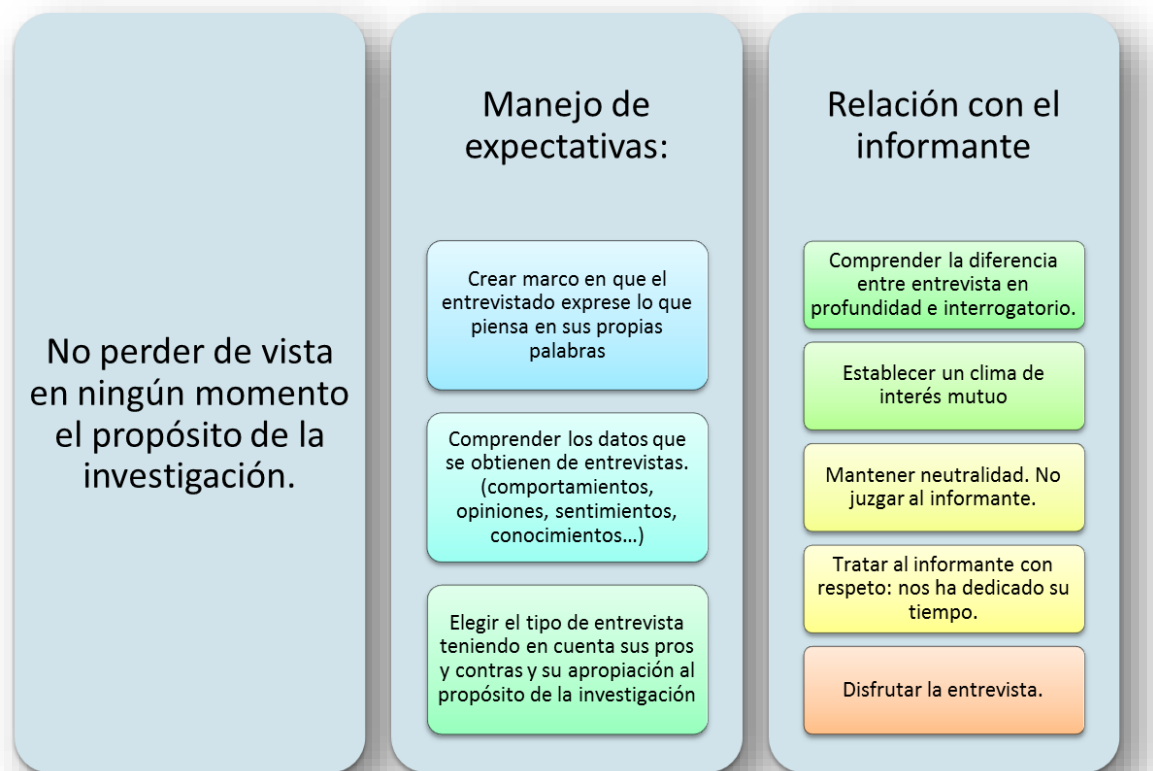 No perder de vista
en ningún momento
el propósito de la
investigación.
Manejo de
expectativas:
Crear marco en que el
entrevistado exprese lo que
piensa en sus propias
palabras
Comprender los datos que
se obtienen de entrevistas.
(comportamientos,
opiniones, sentimientos,
conocimientos...)
Elegir el tipo de entrevista
teniendo en cuenta sus pros
y contras y su apropiación al
propósito de la investigación
Relación con el
informante
Comprender la diferencia
entre entrevista en
profundidad e interrogatorio.
Establecer un clima de
interés mutuo
Mantener neutralidad. No
juzgar al informante.
Tratar al informante con
respeto: nos ha dedicado su
tiempo.
Disfrutar la entrevista.